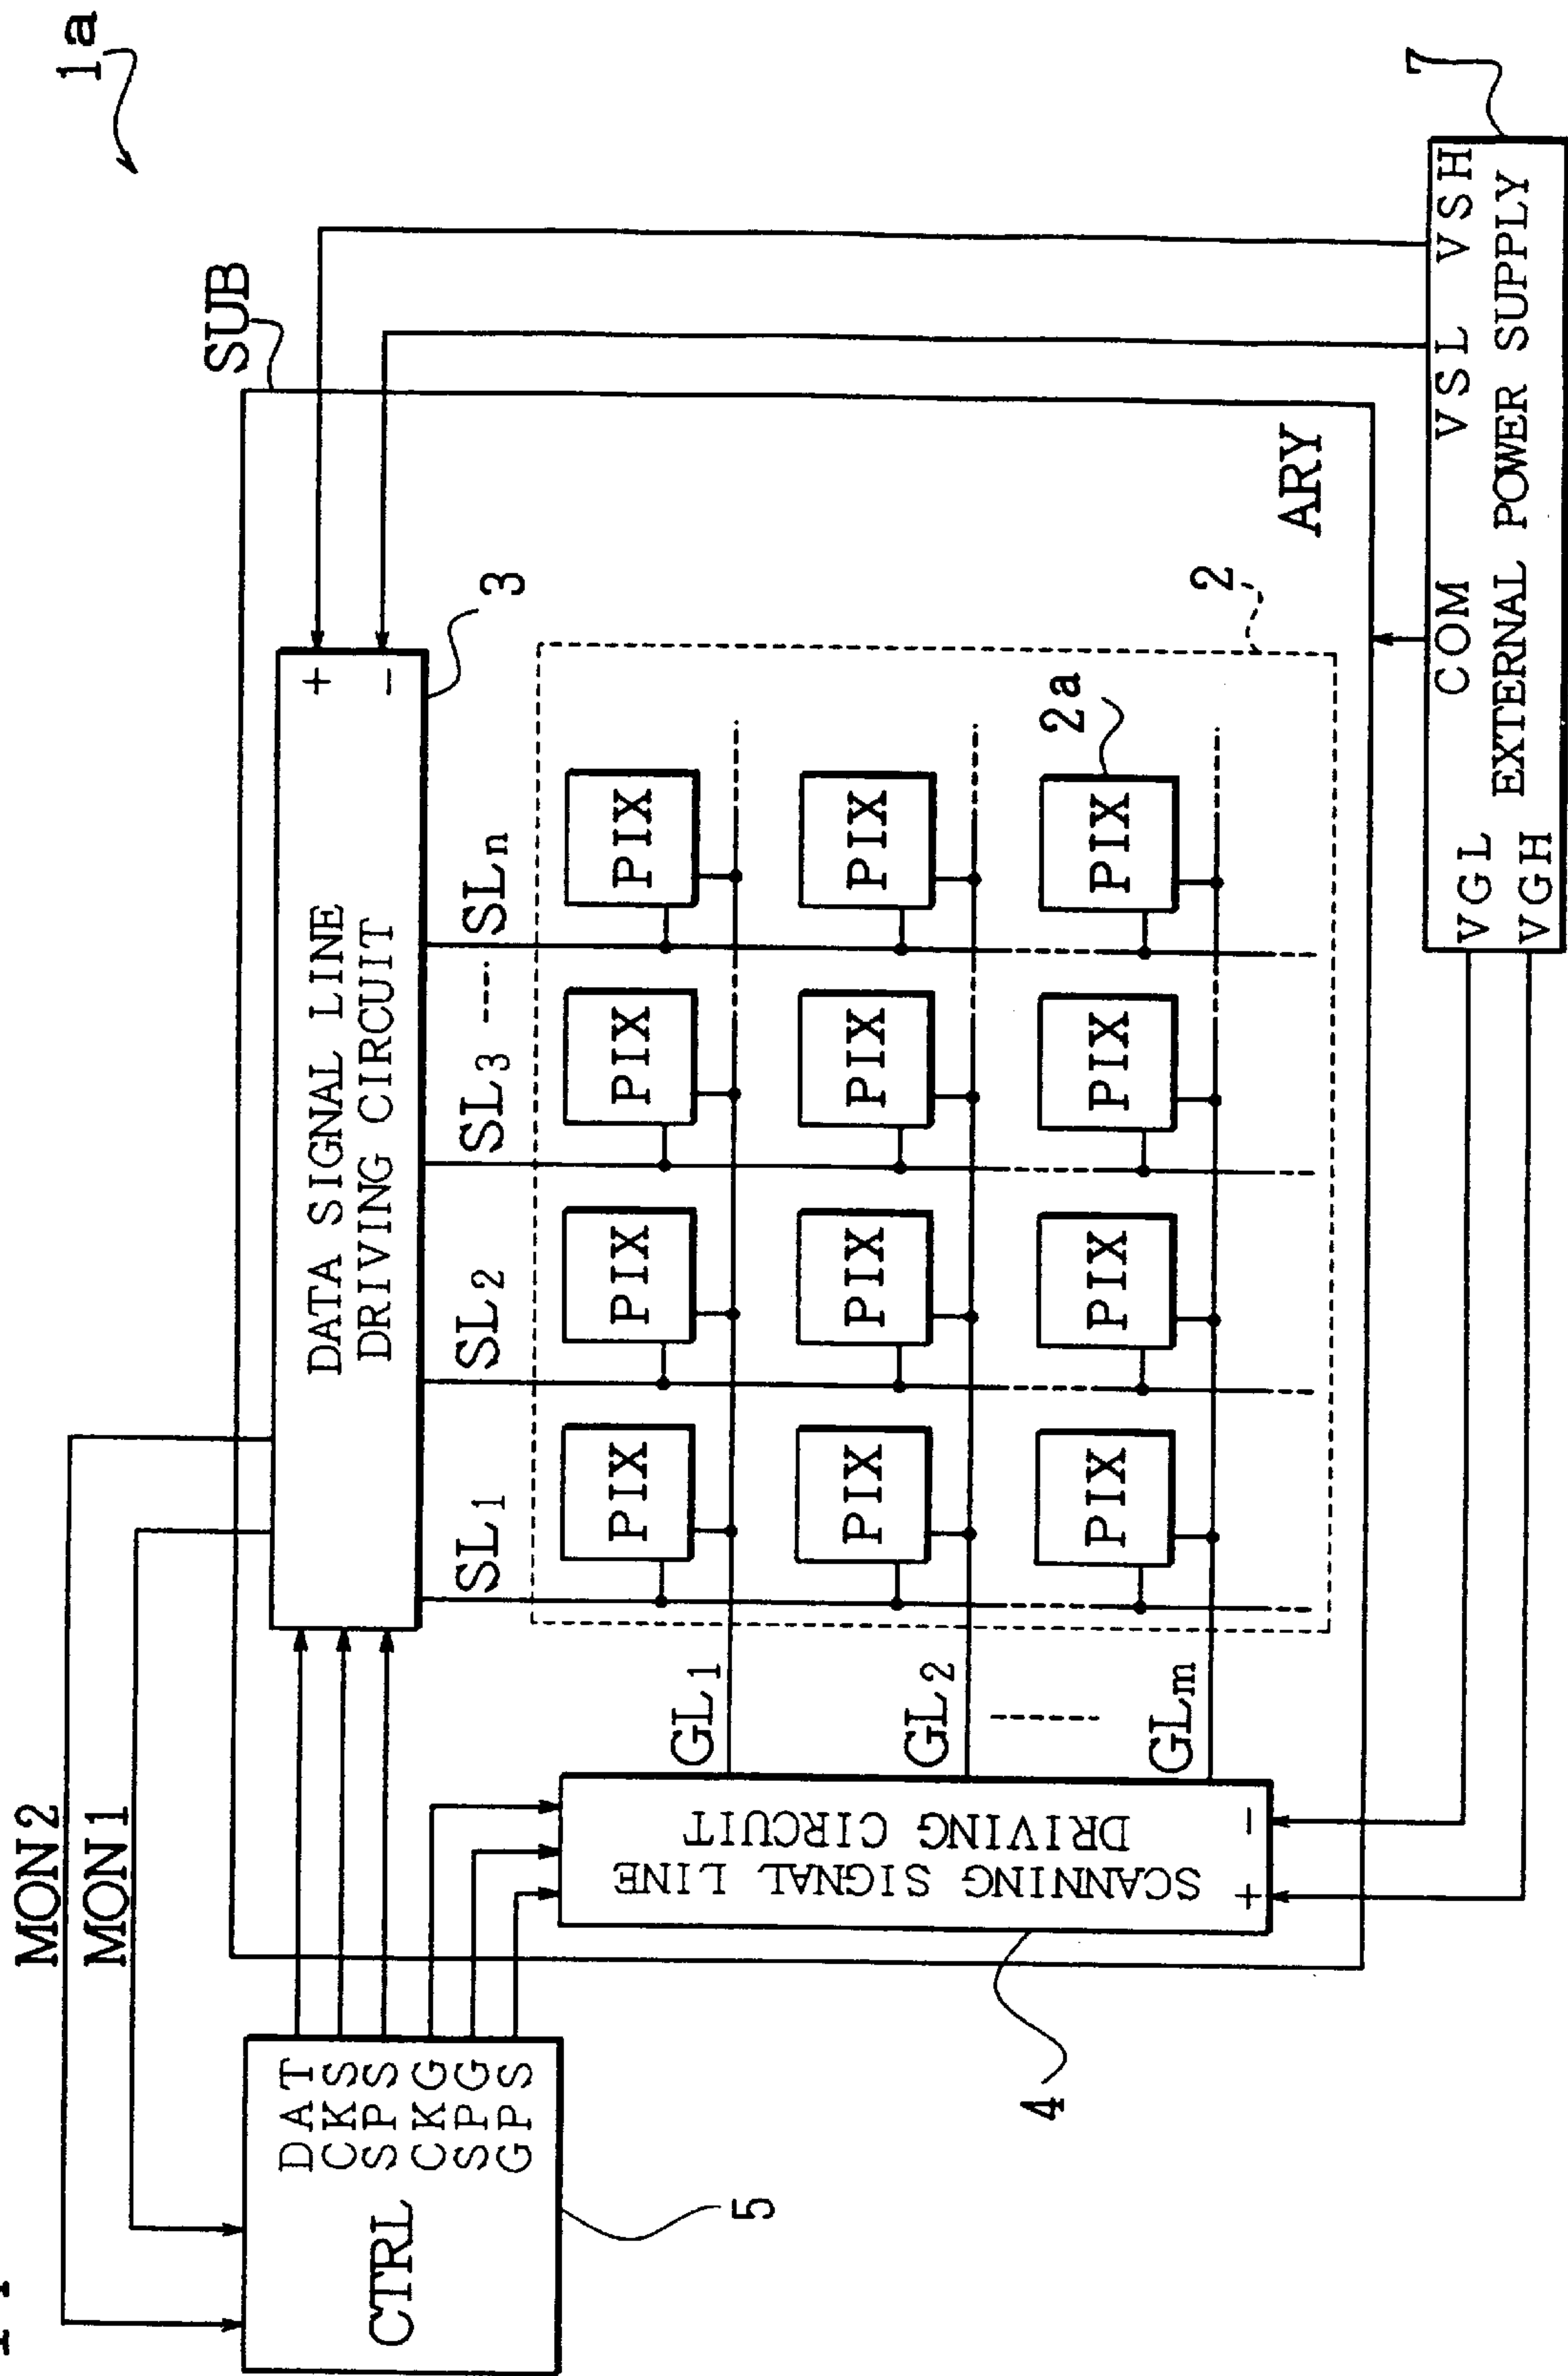 1a
MON2
MON1
SUB
CTRL
DAT
CKS
SPS
CKG
SPG
GPS
5
DATA SIGNAL LINE
DRIVING CIRCUIT
+
-
3
SL1
SL2
SL3
SLn
2
GL1
PIX
PIX
PIX
PIX
GL2
PIX
PIX
PIX
PIX
GLm
PIX
PIX
PIX
PIX
2a
SCANNING SIGNAL LINE
DRIVING CIRCUIT
+
-
4
ARY
VGL
VGH
COM
VSL
VSH
EXTERNAL POWER SUPPLY
7